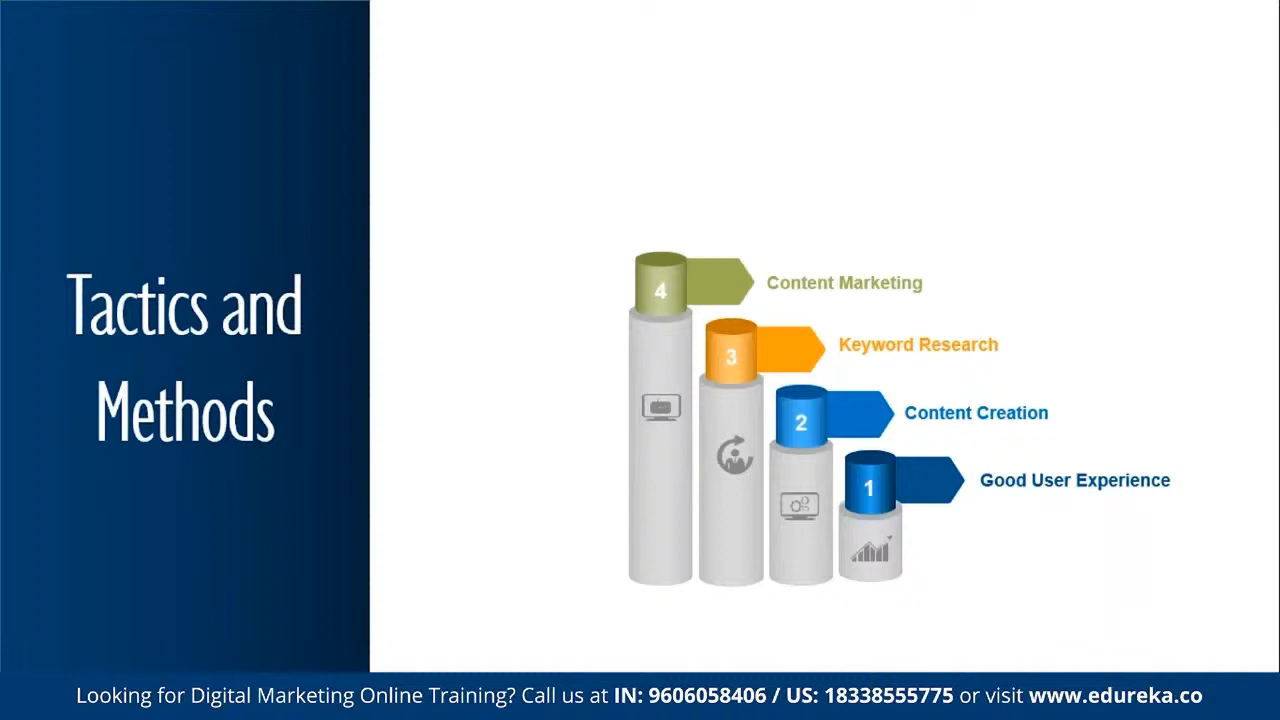 Tactics and
Methods
4
Content Marketing
3
Keyword Research
2
Content Creation
1
Good User Experience
Looking for Digital Marketing Online Training? Call us at IN: 9606058406 / US: 18338555775 or visit www.edureka.co